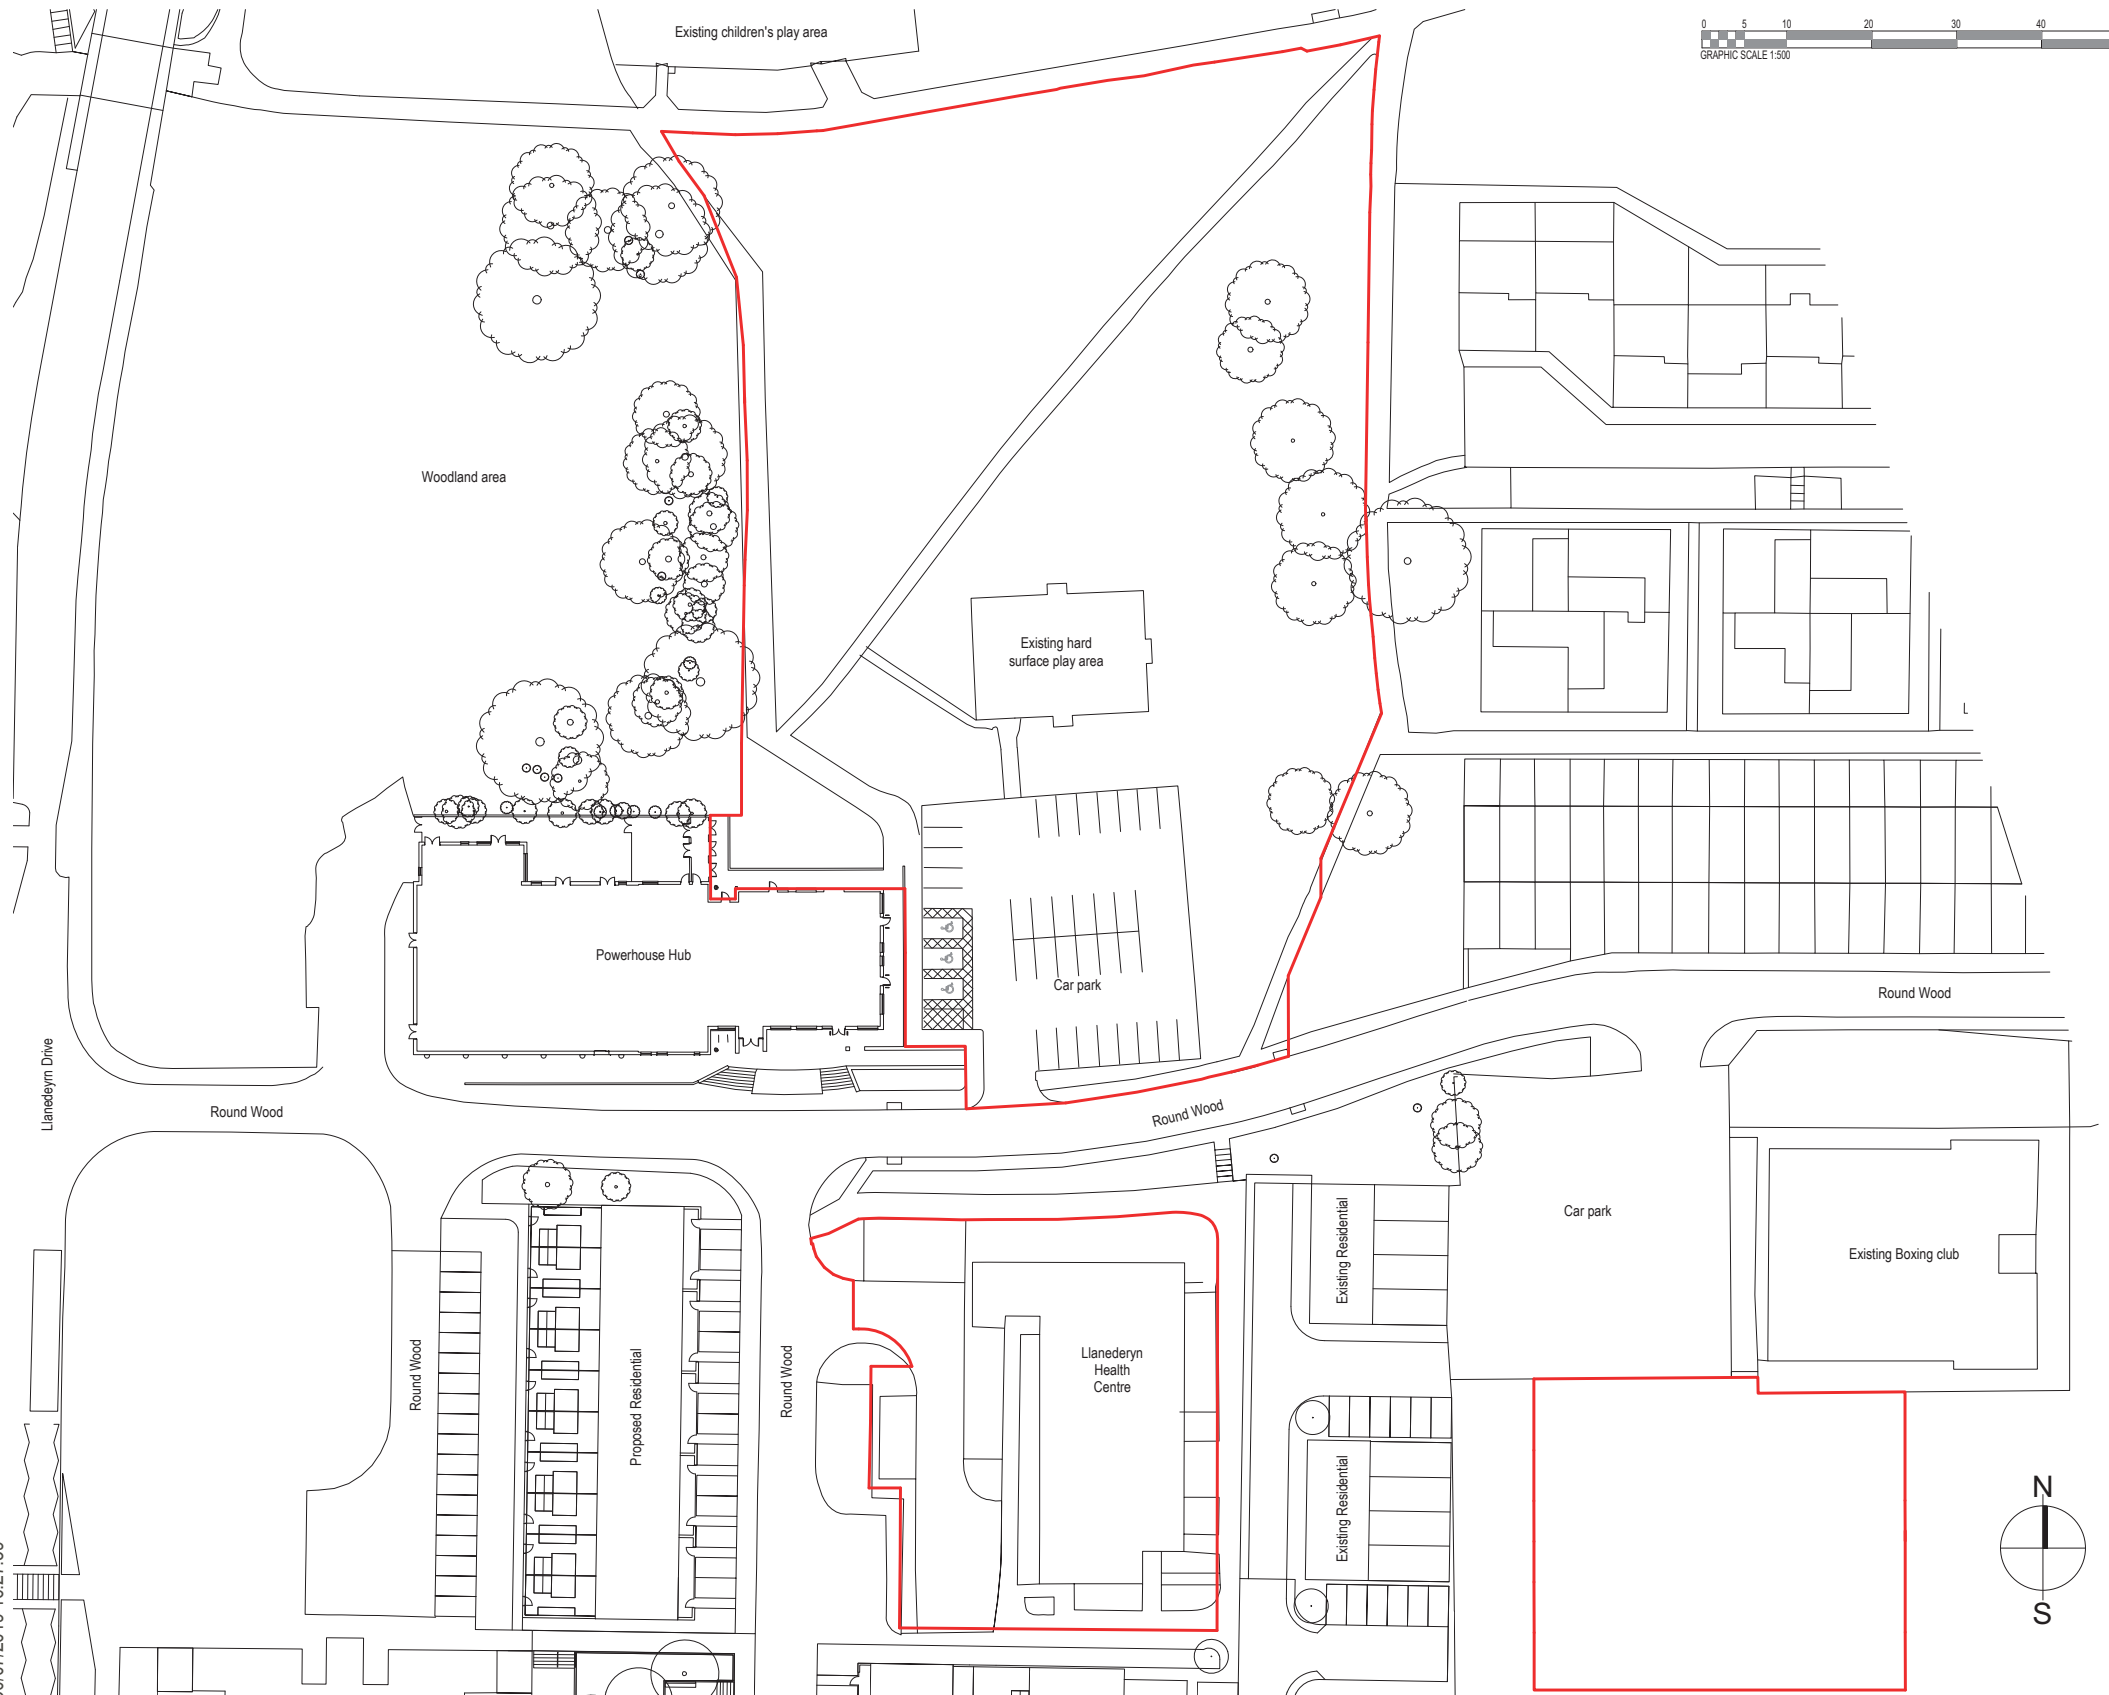 Existing children's play area
0 5 10 20 30 40
GRAPHIC SCALE 1:500
Woodland area
Existing hard
surface play area
Powerhouse Hub
Car park
Round Wood
Llanedeyrn Drive
Round Wood
Round Wood
Car park
Existing Residential
Existing Boxing club
Round Wood
Proposed Residential
Round Wood
Llanederyn
Health
Centre
Existing Residential
N
S
L